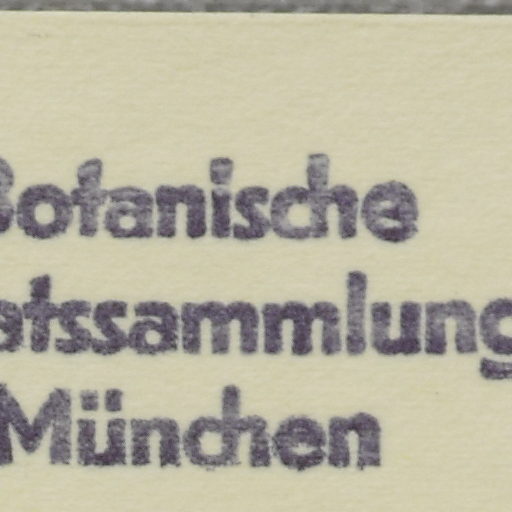 Botanische
atssammlung
München